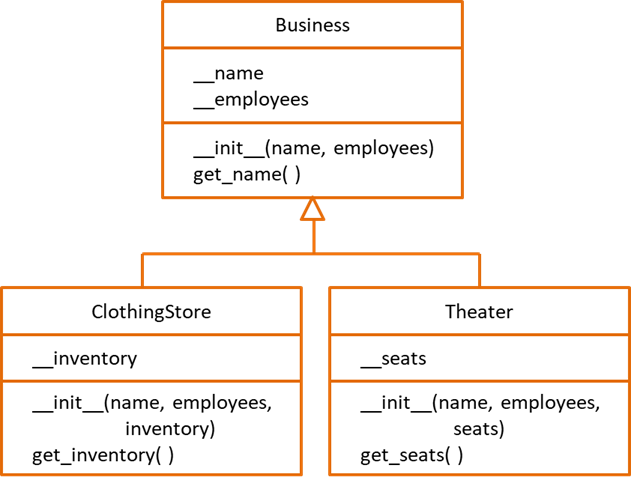 Business
__name
__employees
__init__(name, employees)
get_name( )
ClothingStore
__inventory
__init__(name, employees,
inventory)
get_inventory( )
Theater
__seats
__init__(name, employees,
seats)
get_seats( )